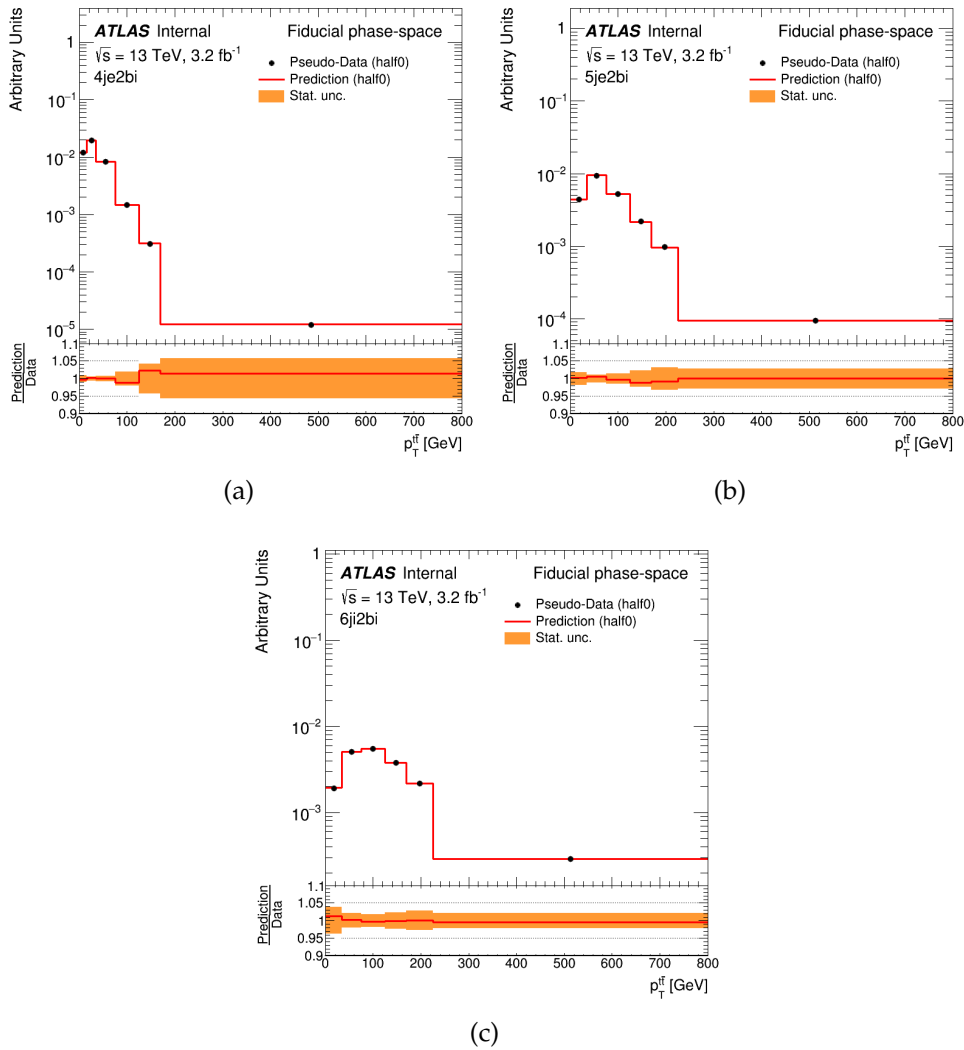 ATLAS Internal
Fiducial phase-space
√s = 13 TeV, 3.2 fb⁻¹
4je2bi
Pseudo-Data (half0)
Prediction (half0)
Stat. unc.
Arbitrary Units
1
10⁻¹
10⁻²
10⁻³
10⁻⁴
10⁻⁵
Prediction
Data
1.1
1.05
1
0.95
0.9
0 100 200 300 400 500 600 700 800
p_T^{tt̄} [GeV]
(a)
ATLAS Internal
Fiducial phase-space
√s = 13 TeV, 3.2 fb⁻¹
5je2bi
Pseudo-Data (half0)
Prediction (half0)
Stat. unc.
Arbitrary Units
1
10⁻¹
10⁻²
10⁻³
10⁻⁴
Prediction
Data
1.1
1.05
1
0.95
0.9
0 100 200 300 400 500 600 700 800
p_T^{tt̄} [GeV]
(b)
ATLAS Internal
Fiducial phase-space
√s = 13 TeV, 3.2 fb⁻¹
6ji2bi
Pseudo-Data (half0)
Prediction (half0)
Stat. unc.
Arbitrary Units
1
10⁻¹
10⁻²
10⁻³
Prediction
Data
1.1
1.05
1
0.95
0.9
0 100 200 300 400 500 600 700 800
p_T^{tt̄} [GeV]
(c)